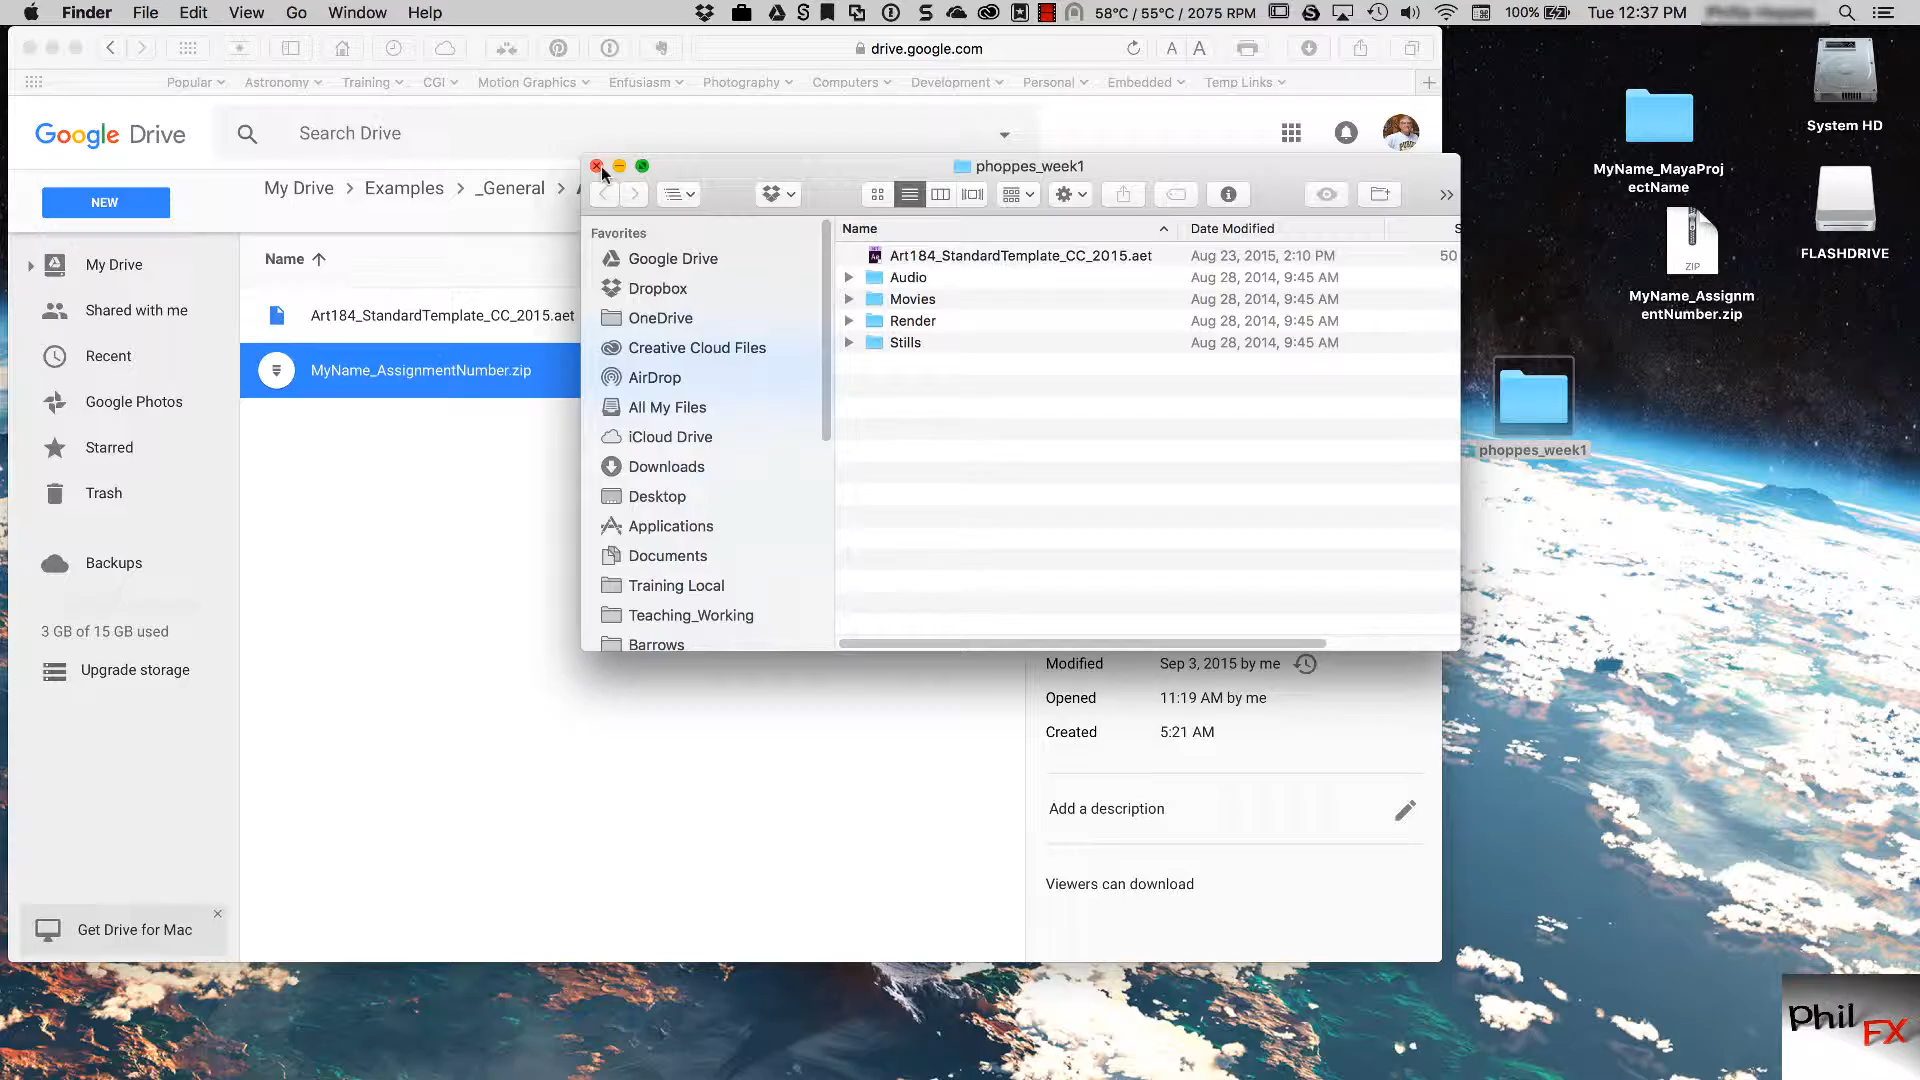 Finder File Edit View Go Window Help 58°C / 55°C / 2075 RPM 100% Tue 12:37 PM
drive.google.com A A
Popular Astronomy Training CGI Motion Graphics Enfusiasm Photography Computers Development Personal Embedded Temp Links
Google Drive Search Drive
NEW My Drive > Examples > _General >
My Drive
Shared with me
Recent
Google Photos
Starred
Trash
Backups
3 GB of 15 GB used
Upgrade storage
Get Drive for Mac
Name
Art184_StandardTemplate_CC_2015.aet
MyName_AssignmentNumber.zip
phoppes_week1
Favorites
Google Drive
Dropbox
OneDrive
Creative Cloud Files
AirDrop
All My Files
iCloud Drive
Downloads
Desktop
Applications
Documents
Training Local
Teaching_Working
Barrows
Name Date Modified
Art184_StandardTemplate_CC_2015.aet Aug 23, 2015, 2:10 PM 50
Audio Aug 28, 2014, 9:45 AM
Movies Aug 28, 2014, 9:45 AM
Render Aug 28, 2014, 9:45 AM
Stills Aug 28, 2014, 9:45 AM
Modified Sep 3, 2015 by me
Opened 11:19 AM by me
Created 5:21 AM
Add a description
Viewers can download
System HD
MyName_MayaProj
ectName
FLASHDRIVE
ZIP
MyName_Assignm
entNumber.zip
phoppes_week1
Phil FX